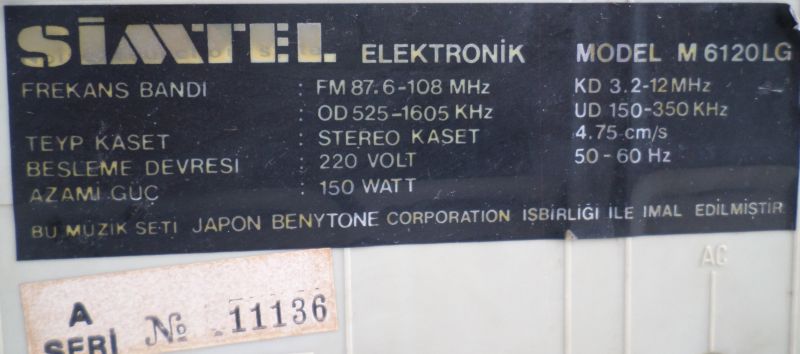 SİMTEL ELEKTRONİK MODEL M 6120LG
FREKANS BANDI : FM 87.6-108 MHz KD 3.2-12MHz
: OD 525-1605 KHz UD 150-350 KHz
TEYP KASET : STEREO KASET 4.75 cm/s
BESLEME DEVRESİ : 220 VOLT 50-60 Hz
AZAMİ GÜÇ : 150 WATT
BU MÜZİK SETİ JAPON BENYTONE CORPORATION İŞBİRLİĞİ İLE İMAL EDİLMİŞTİR
AC
A
SERİ № 11136